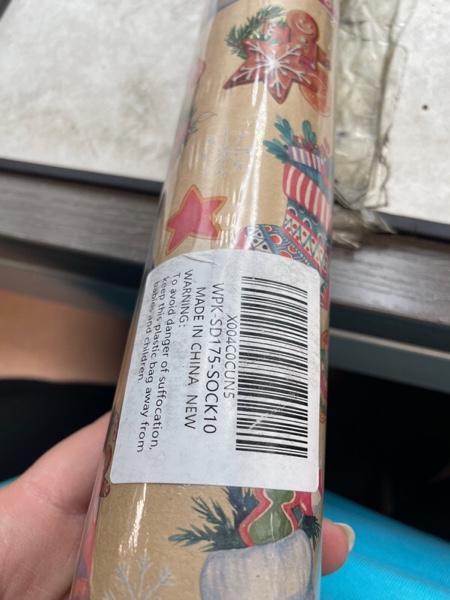 X004C0CUN5
WPK-SD175-SOCK10
MADE IN CHINA NEW
WARNING:
To avoid danger of suffocation,
keep this plastic bag away from
babies and children.